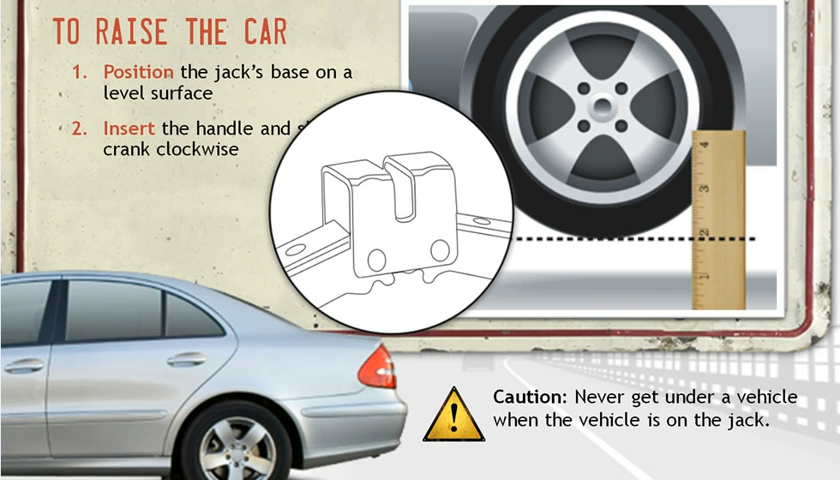 TO RAISE THE CAR
1. Position the jack's base on a
level surface
2. Insert the handle and
crank clockwise
4
3
2
1
Caution: Never get under a vehicle
when the vehicle is on the jack.